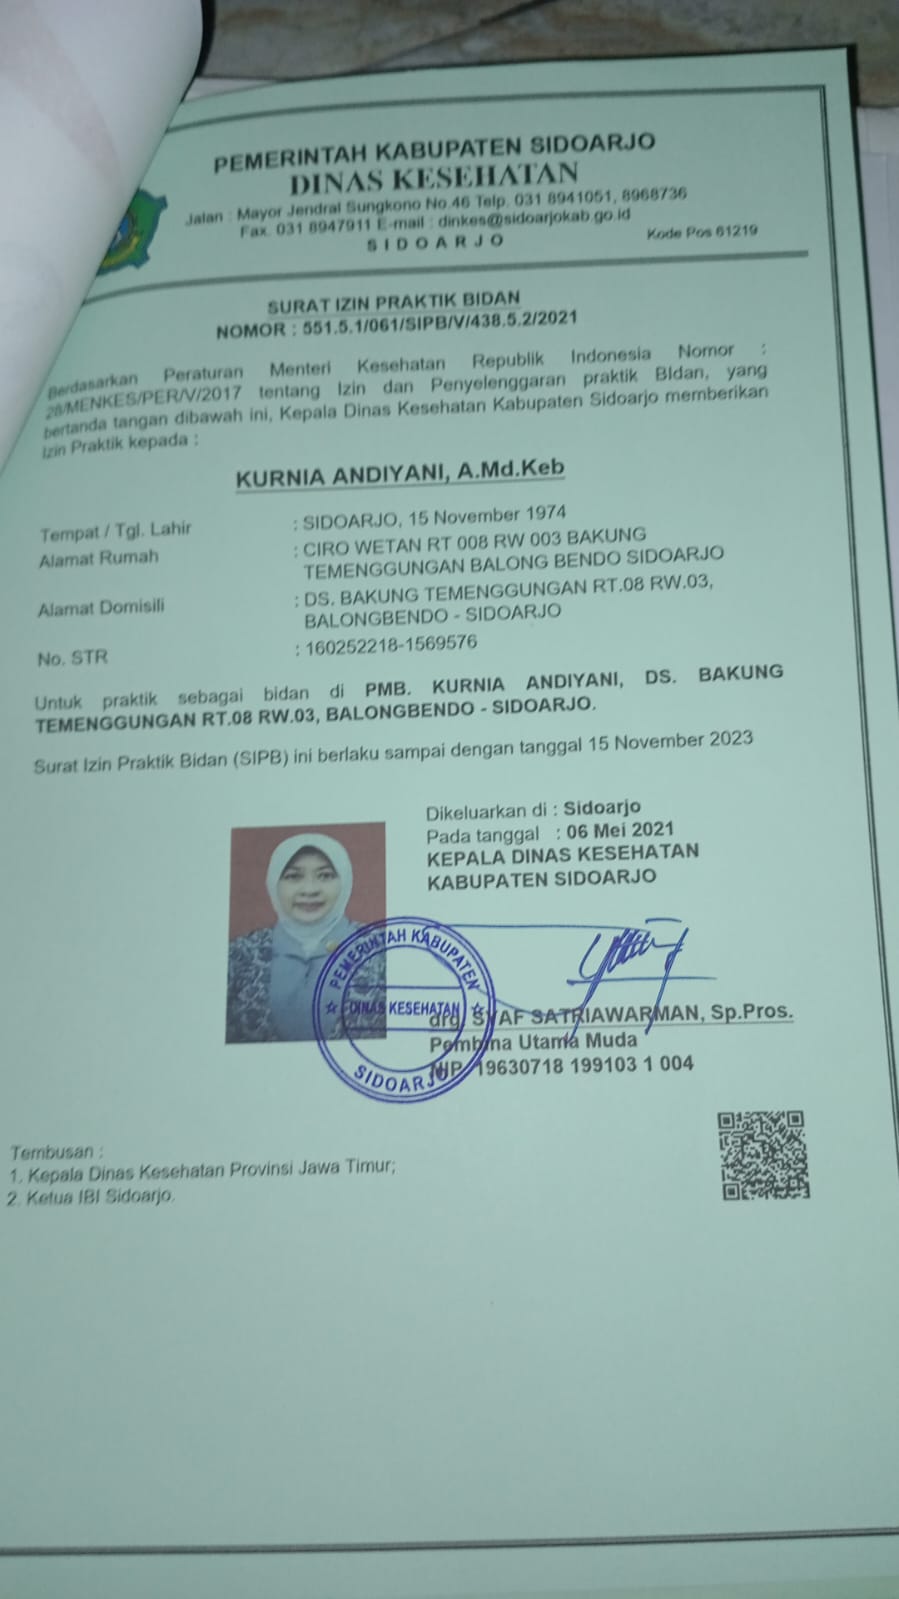 PEMERINTAH KABUPATEN SIDOARJO
DINAS KESEHATAN
Jalan : Mayor Jendral Sungkono No.46 Telp. 031 8941051, 8968736
Fax. 031 8947911 E-mail : dinkes@sidoarjokab.go.id
SIDOARJO
Kode Pos 61219
SURAT IZIN PRAKTIK BIDAN
NOMOR : 551.5.1/061/SIPB/V/438.5.2/2021
Berdasarkan Peraturan Menteri Kesehatan Republik Indonesia Nomor :
28/MENKES/PER/V/2017 tentang Izin dan Penyelenggaran praktik BIdan, yang
bertanda tangan dibawah ini, Kepala Dinas Kesehatan Kabupaten Sidoarjo memberikan
Izin Praktik kepada :
KURNIA ANDIYANI, A.Md.Keb
Tempat / Tgl. Lahir : SIDOARJO, 15 November 1974
Alamat Rumah : CIRO WETAN RT 008 RW 003 BAKUNG
TEMENGGUNGAN BALONG BENDO SIDOARJO
Alamat Domisili : DS. BAKUNG TEMENGGUNGAN RT.08 RW.03,
BALONGBENDO - SIDOARJO
No. STR : 160252218-1569576
Untuk praktik sebagai bidan di PMB. KURNIA ANDIYANI, DS. BAKUNG
TEMENGGUNGAN RT.08 RW.03, BALONGBENDO - SIDOARJO.
Surat Izin Praktik Bidan (SIPB) ini berlaku sampai dengan tanggal 15 November 2023
Dikeluarkan di : Sidoarjo
Pada tanggal : 06 Mei 2021
KEPALA DINAS KESEHATAN
KABUPATEN SIDOARJO
PEMERINTAH KABUPATEN
DINAS KESEHATAN
SIDOARJO
drg. SYAF SATRIAWARMAN, Sp.Pros.
Pembina Utama Muda
NIP. 19630718 199103 1 004
Tembusan :
1. Kepala Dinas Kesehatan Provinsi Jawa Timur;
2. Ketua IBI Sidoarjo.